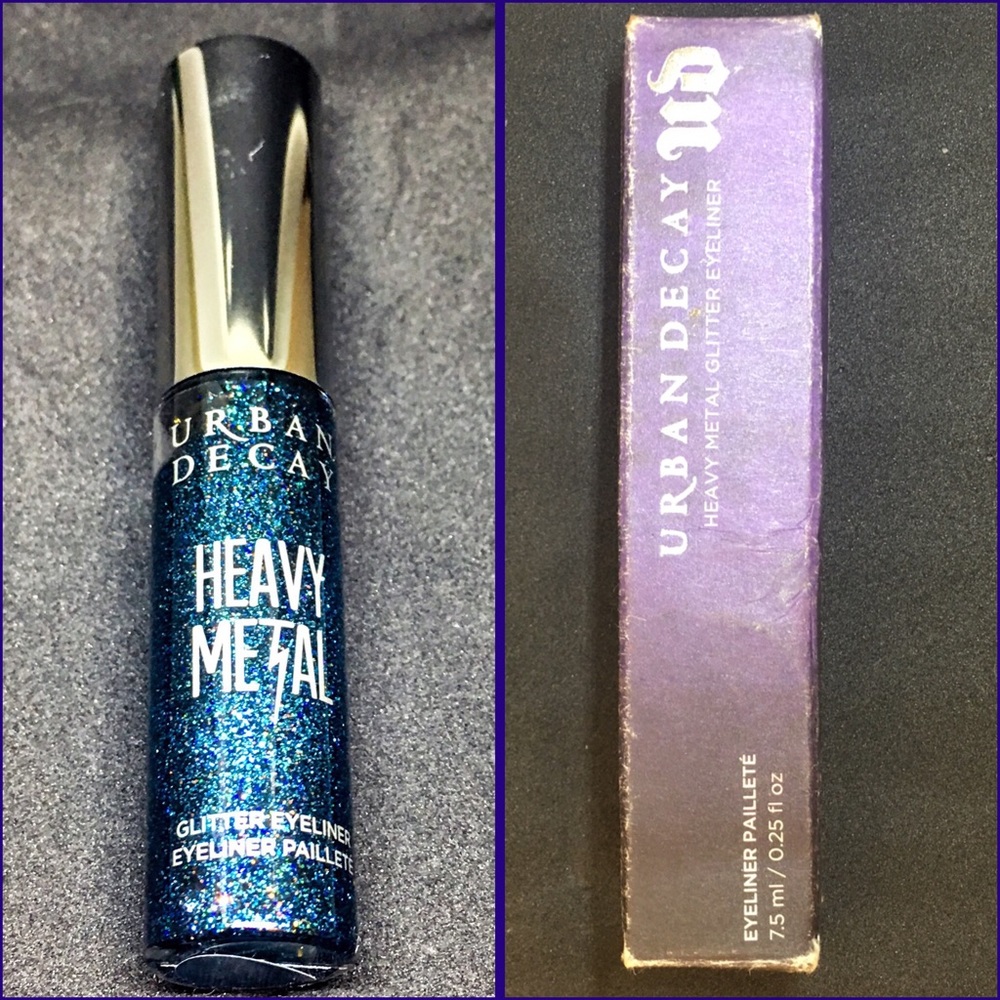 URBAN
DECAY
HEAVY
METAL
GLITTER EYELINER
EYELINER PAILLETÉ
URBAN DECAY UD
HEAVY METAL GLITTER EYELINER
EYELINER PAILLETÉ
7.5 ml / 0.25 fl oz